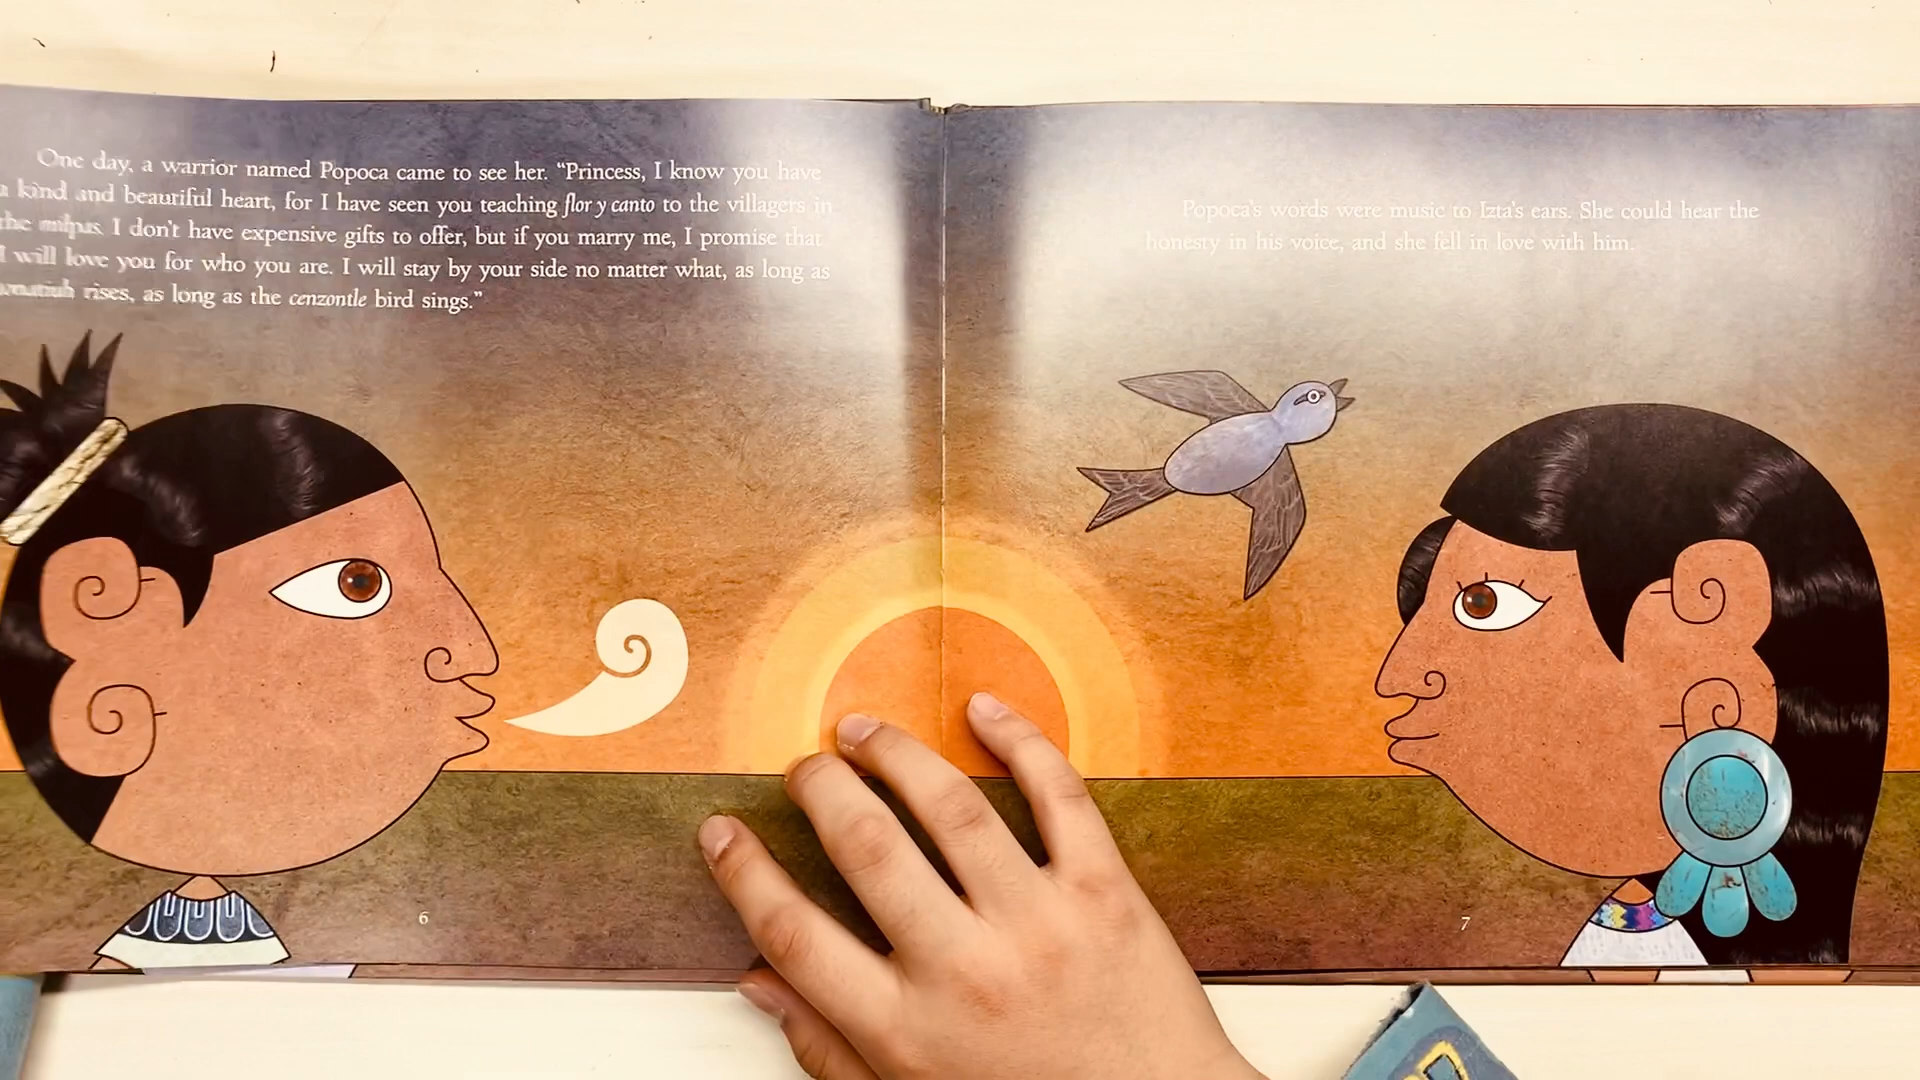 One day, a warrior named Popoca came to see her. “Princess, I know you have
a kind and beautiful heart, for I have seen you teaching flor y canto to the villagers in
the milpas. I don’t have expensive gifts to offer, but if you marry me, I promise that
I will love you for who you are. I will stay by your side no matter what, as long as
rises, as long as the cenzontle bird sings.”
6
Popoca’s words were music to Izta’s ears. She could hear the
honesty in his voice, and she fell in love with him.
7